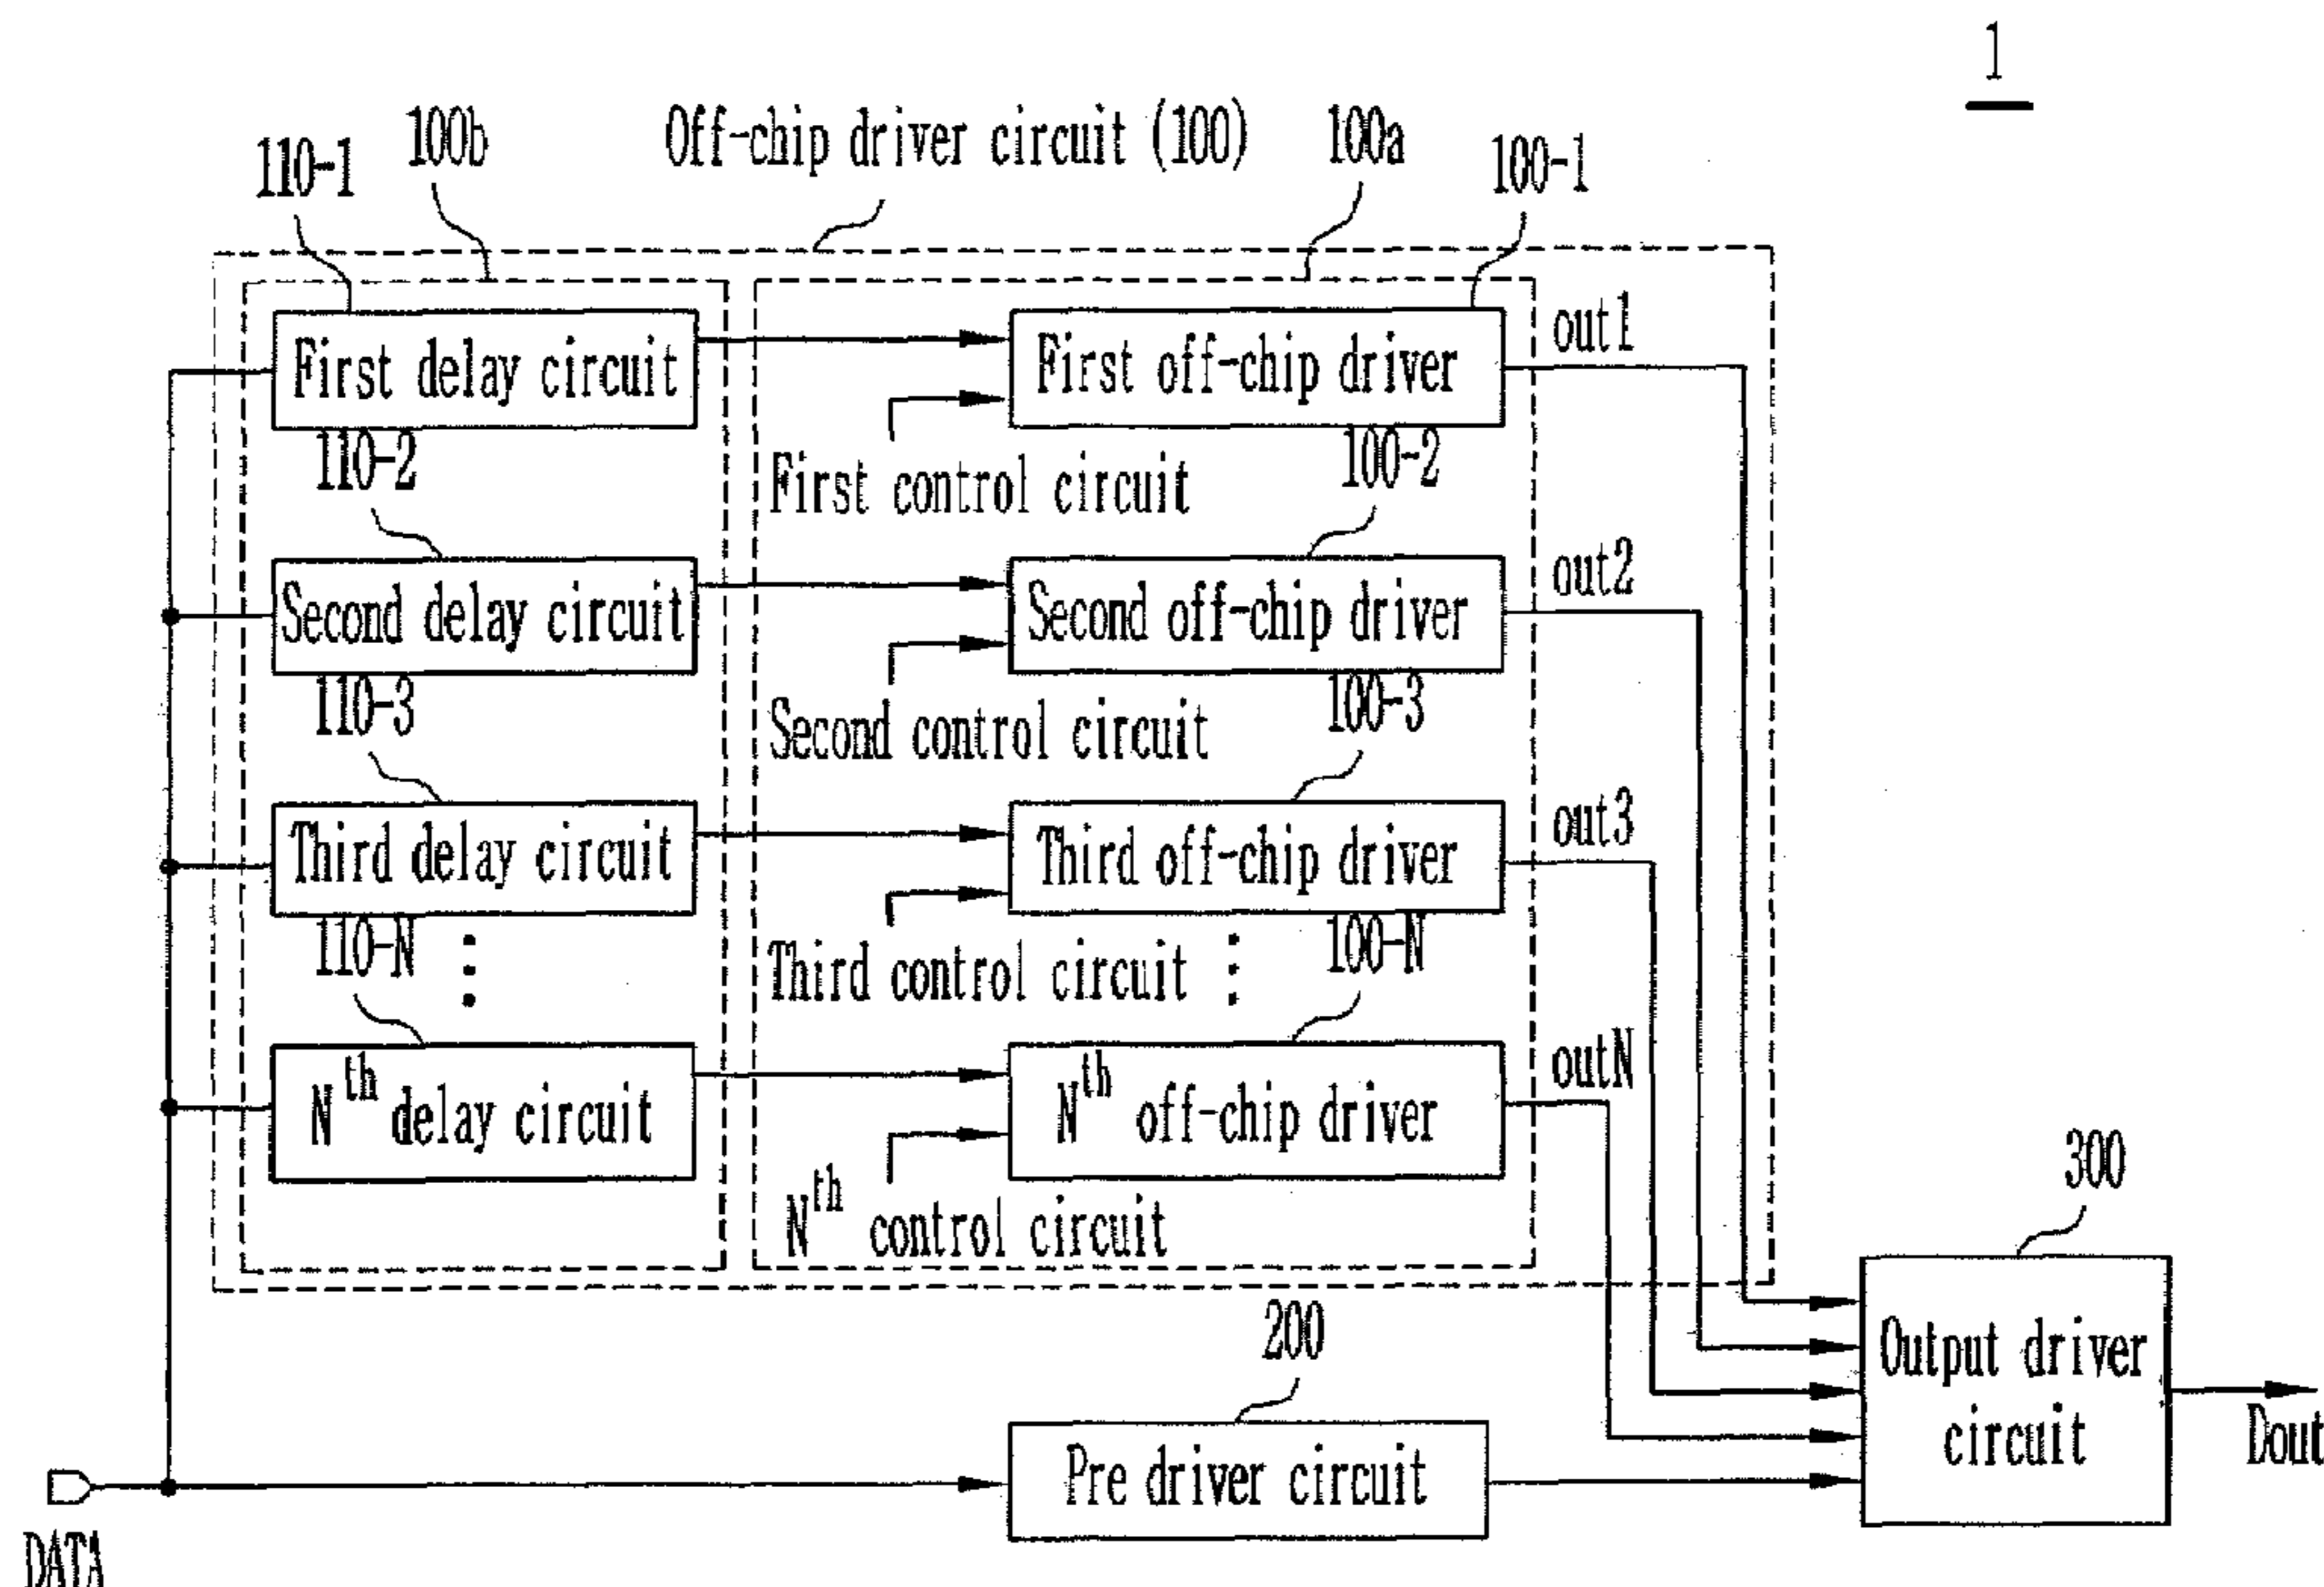 1
Off-chip driver circuit (100)
100b
100a
110-1
100-1
First delay circuit
First off-chip driver
out1
First control circuit
110-2
100-2
Second delay circuit
Second off-chip driver
out2
Second control circuit
110-3
100-3
Third delay circuit
Third off-chip driver
out3
Third control circuit
110-N
100-N
Nth delay circuit
Nth off-chip driver
outN
Nth control circuit
300
Output driver
circuit
Dout
200
Pre driver circuit
DATA